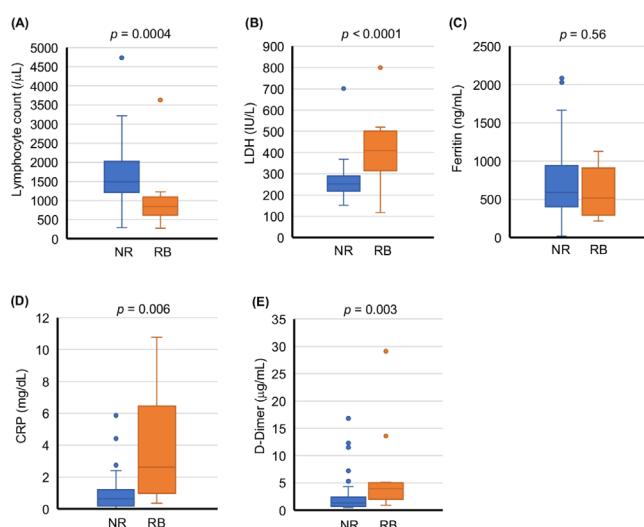 (A)
p = 0.0004
Lymphocyte count (/μL)
5000
4500
4000
3500
3000
2500
2000
1500
1000
500
0
NR RB
(B)
p < 0.0001
LDH (IU/L)
900
800
700
600
500
400
300
200
100
0
NR RB
(C)
p = 0.56
Ferritin (ng/mL)
2500
2000
1500
1000
500
0
NR RB
(D)
p = 0.006
CRP (mg/dL)
12
10
8
6
4
2
0
NR RB
(E)
p = 0.003
D-Dimer (μg/mL)
35
30
25
20
15
10
5
0
NR RB